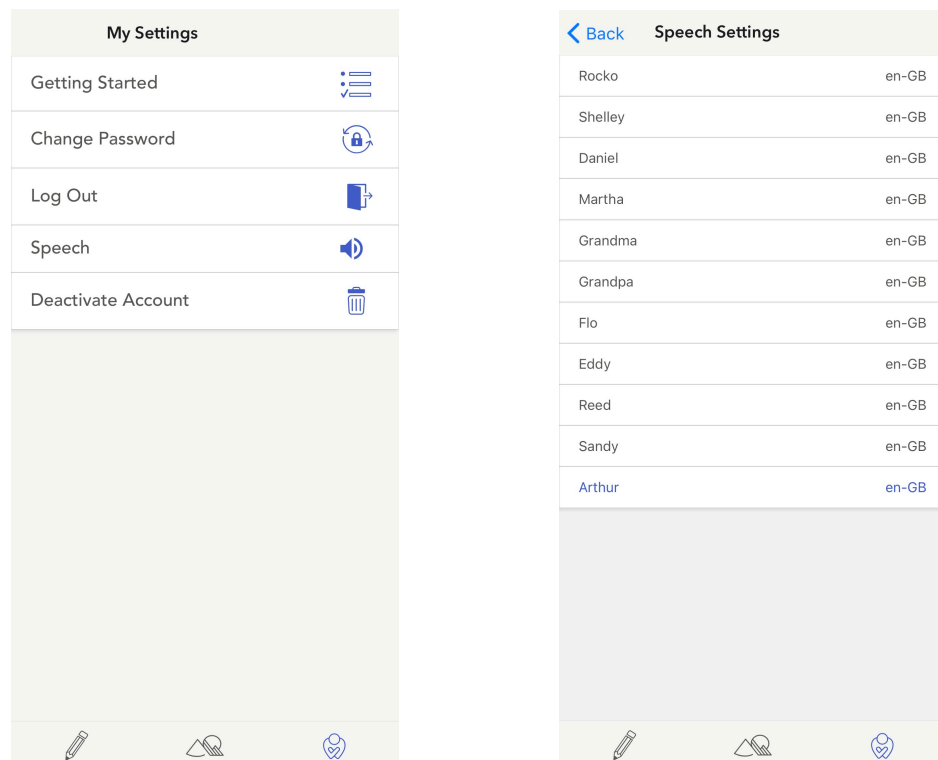 My Settings
Getting Started
Change Password
Log Out
Speech
Deactivate Account
Back Speech Settings
Rocko en-GB
Shelley en-GB
Daniel en-GB
Martha en-GB
Grandma en-GB
Grandpa en-GB
Flo en-GB
Eddy en-GB
Reed en-GB
Sandy en-GB
Arthur en-GB